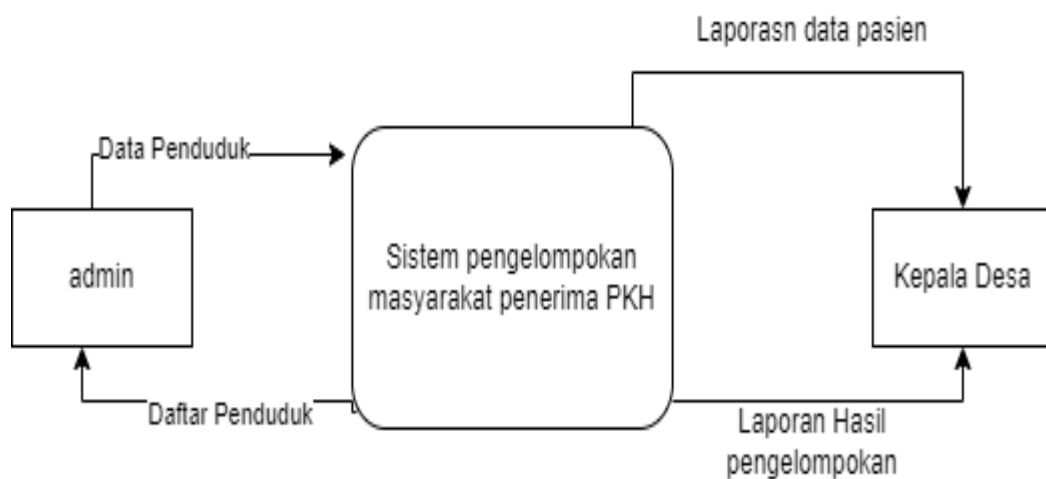 Laporasn data pasien
Data Penduduk
admin
Sistem pengelompokan
masyarakat penerima PKH
Kepala Desa
Daftar Penduduk
Laporan Hasil
pengelompokan